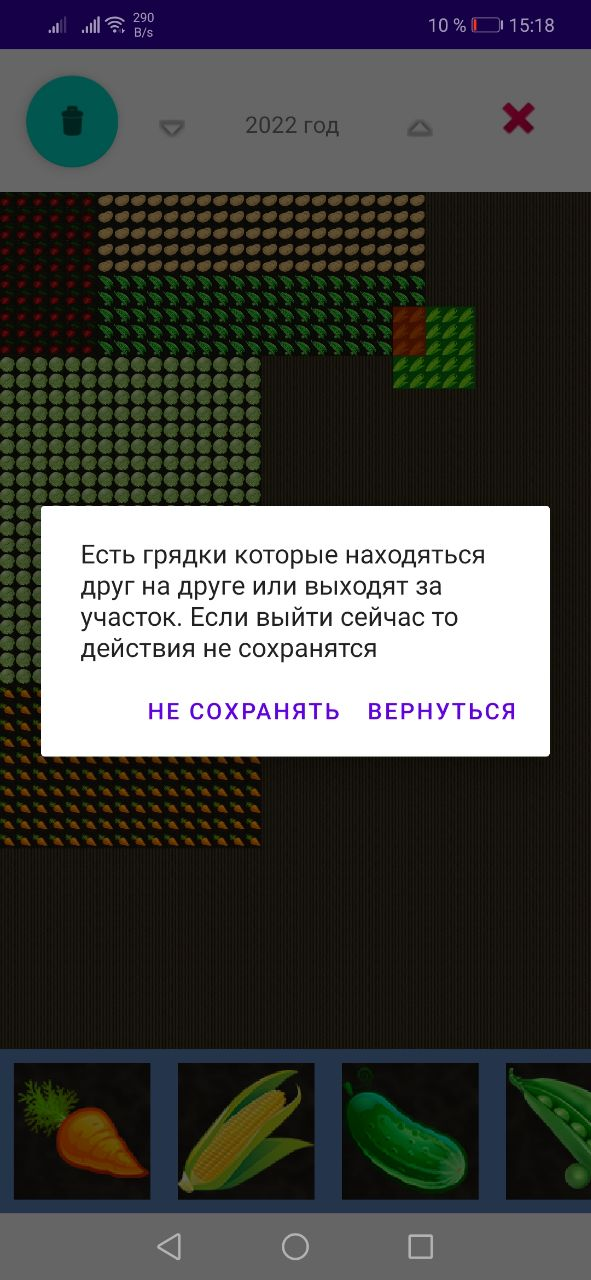 290
B/s
10 %
15:18
2022 год
Есть грядки которые находяться
друг на друге или выходят за
участок. Если выйти сейчас то
действия не сохранятся
НЕ СОХРАНЯТЬ ВЕРНУТЬСЯ